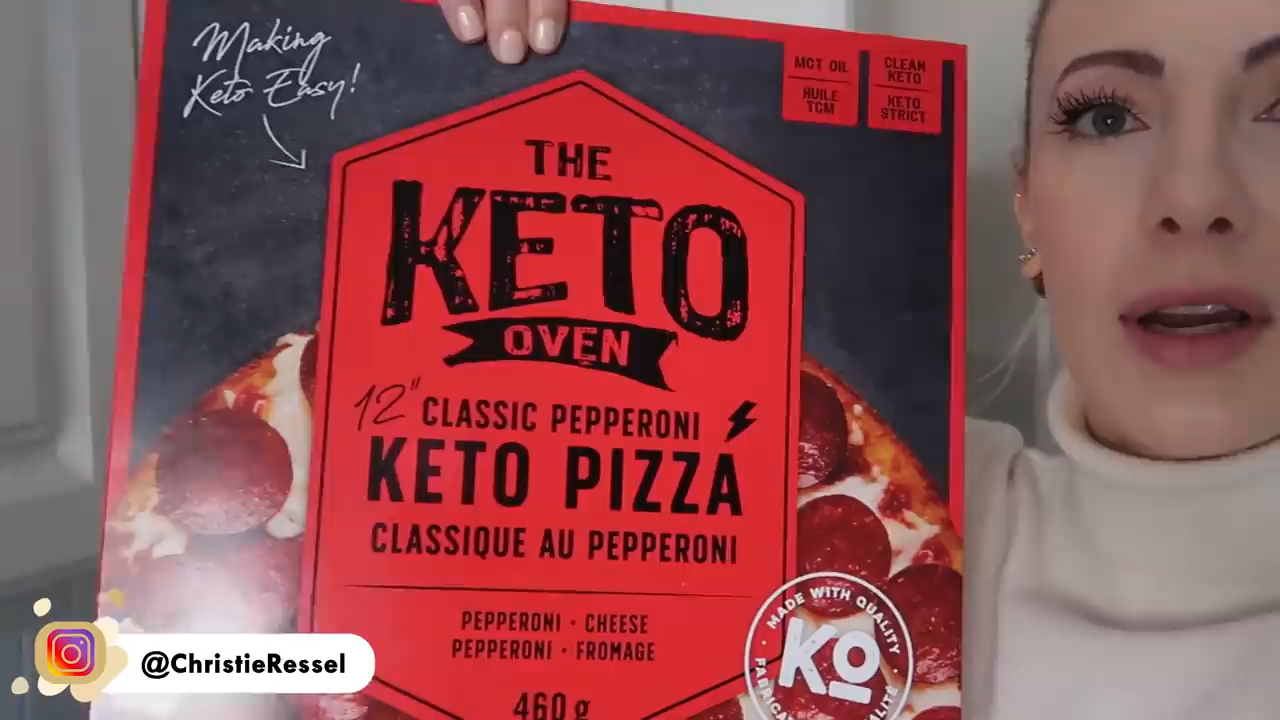 Making
Keto Easy!
MCT OIL
HUILE
TCM
CLEAN
KETO
KETO
STRICT
THE
KETO
OVEN
12" CLASSIC PEPPERONI
KETO PIZZA
CLASSIQUE AU PEPPERONI
PEPPERONI · CHEESE
PEPPERONI · FROMAGE
460 g
MADE WITH QUALITY
KO
@ChristieRessel